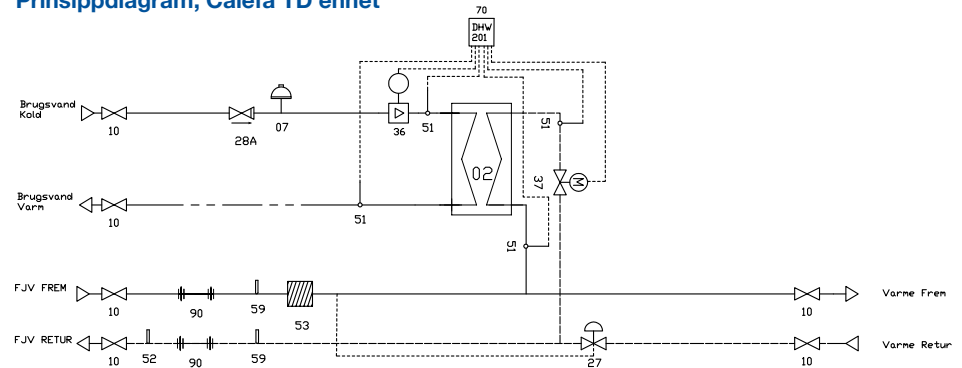 Prinsippdiagram, Calera TD enhet
70
DHW
201
Brugsvand
Kold
10
28A
07
36
51
02
51
37
M
Brugsvand
Varm
10
51
51
FJV FREM
10
90
59
53
10
Varme Frem
FJV RETUR
10
52
90
59
27
10
Varme Retur